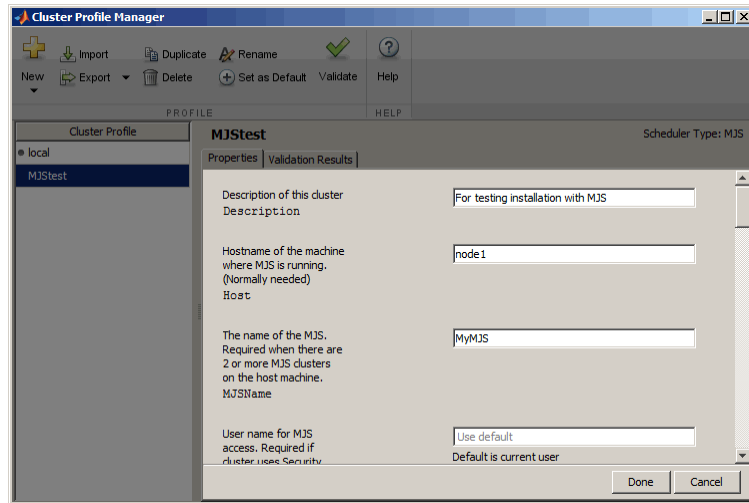 Cluster Profile Manager
Import
Duplicate
Rename
New
Export
Delete
Set as Default
Validate
Help
PROFILE
HELP
Cluster Profile
local
MJStest
MJStest
Scheduler Type: MJS
Properties
Validation Results
Description of this cluster
Description
For testing installation with MJS
Hostname of the machine
where MJS is running.
(Normally needed)
Host
node1
The name of the MJS.
Required when there are
2 or more MJS clusters
on the host machine.
MJSName
MyMJS
User name for MJS
access. Required if
cluster uses Security
Use default
Default is current user
Done
Cancel